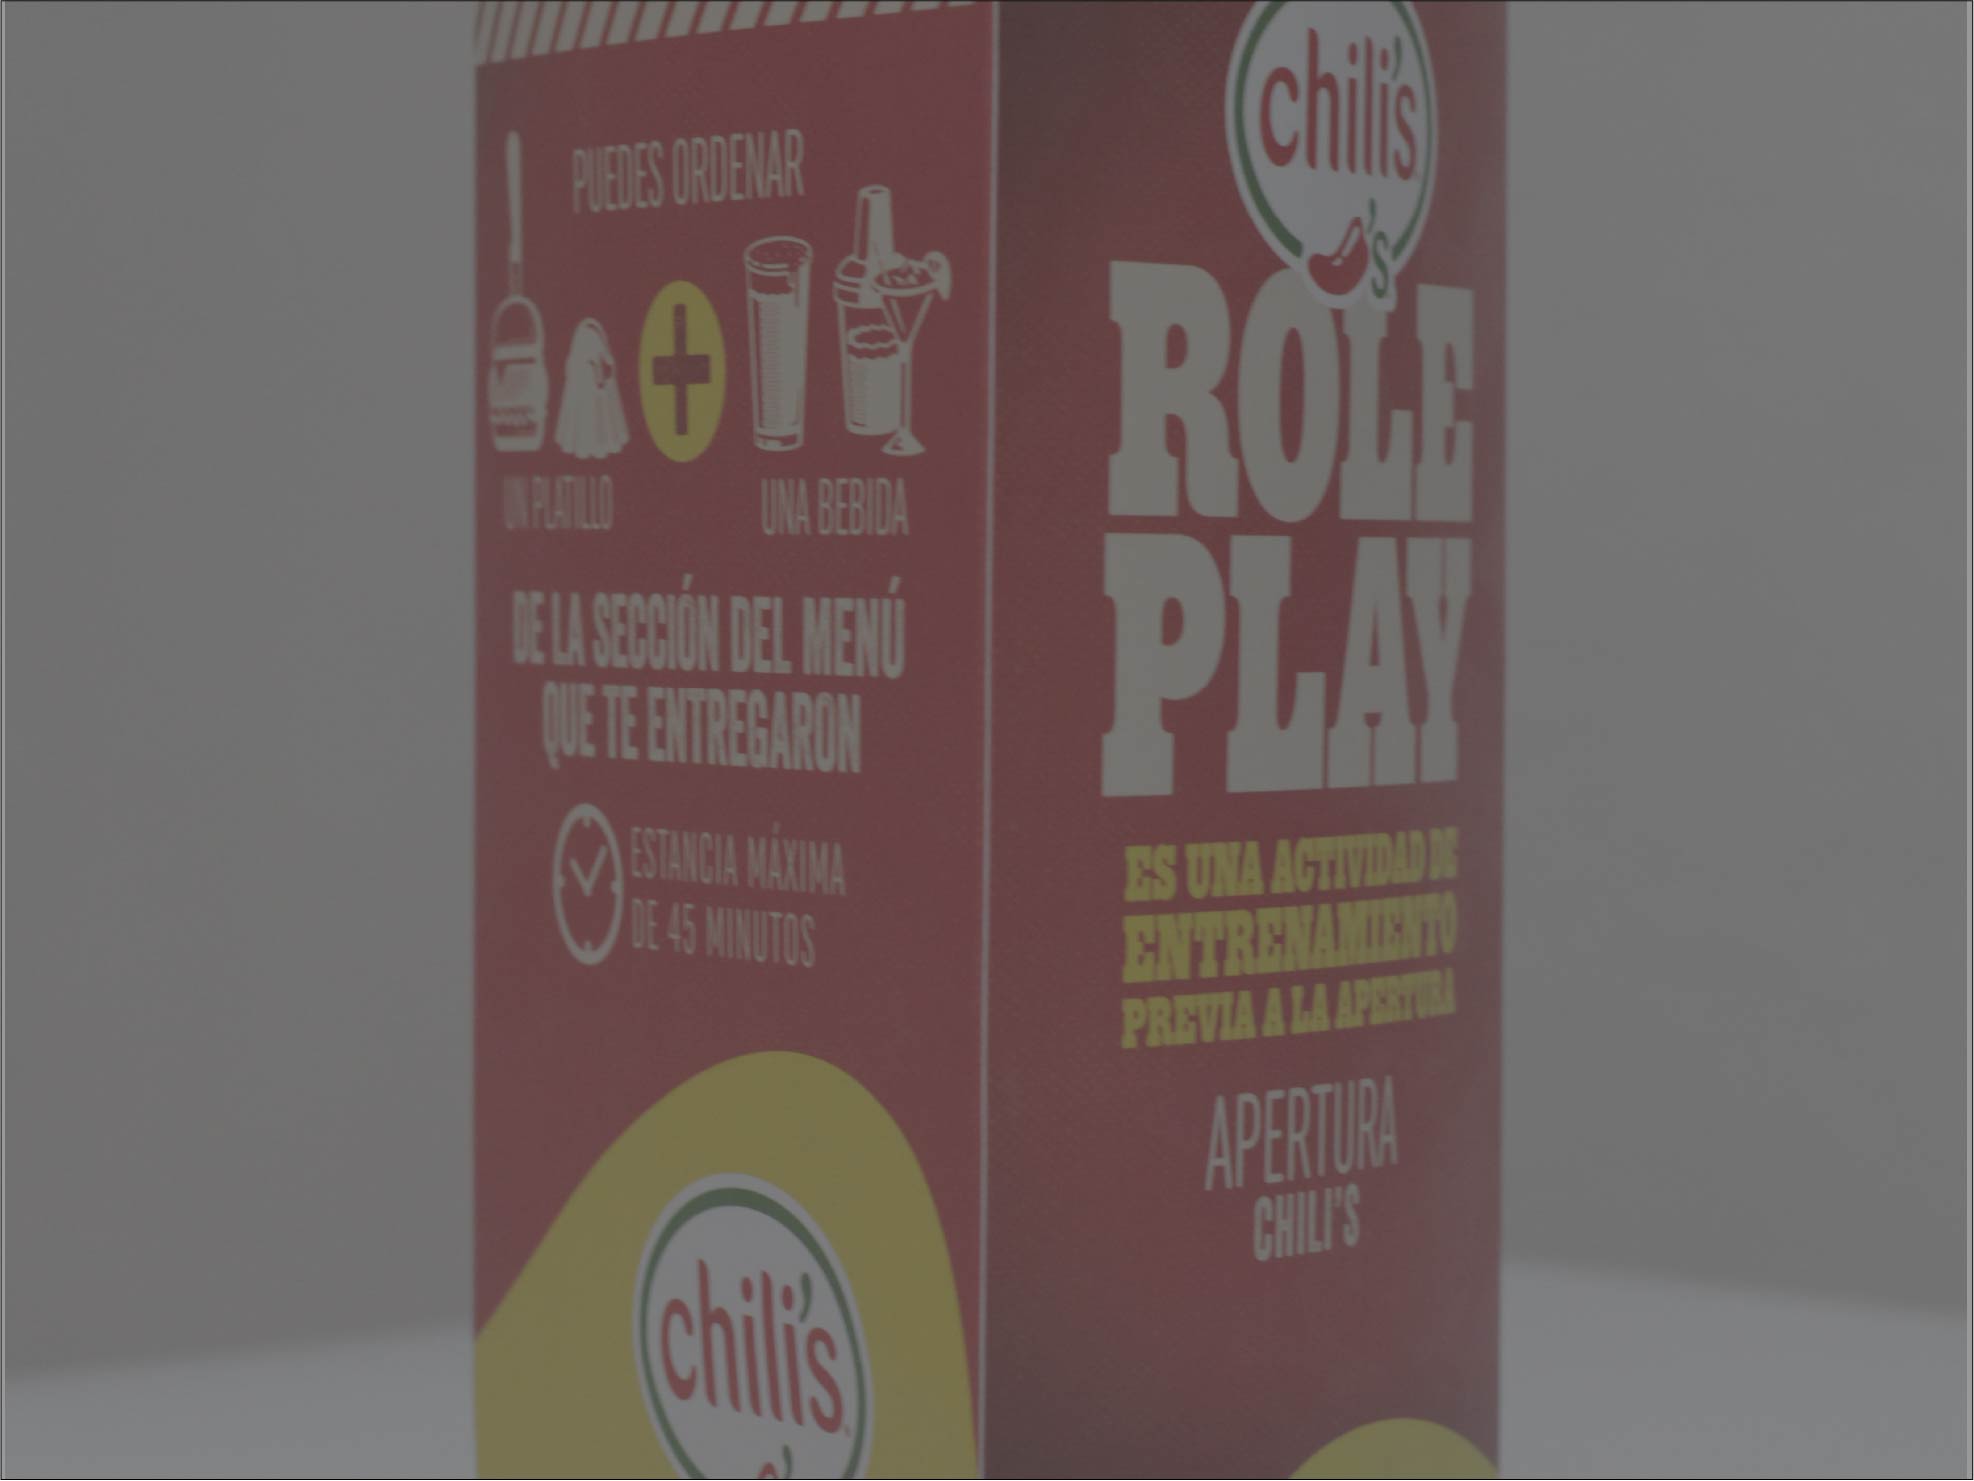 PUEDES ORDENAR
UN PLATILLO
UNA BEBIDA
DE LA SECCIÓN DEL MENÚ
QUE TE ENTREGARON
ESTANCIA MÁXIMA
DE 45 MINUTOS
chili's
chili's
's
ROLE
PLAY
ES UNA ACTIVIDAD DE
ENTRENAMIENTO
PREVIA A LA APERTURA
APERTURA
CHILI'S